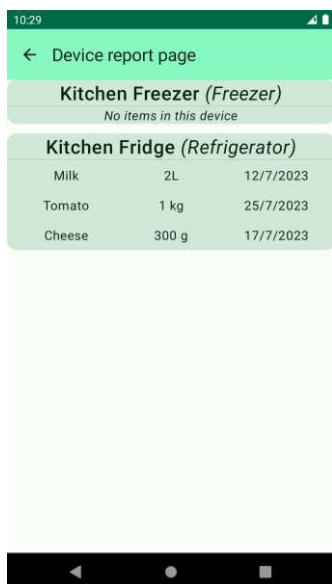 10:29
Device report page
Kitchen Freezer (Freezer)
No items in this device
Kitchen Fridge (Refrigerator)
Milk 2L 12/7/2023
Tomato 1 kg 25/7/2023
Cheese 300 g 17/7/2023